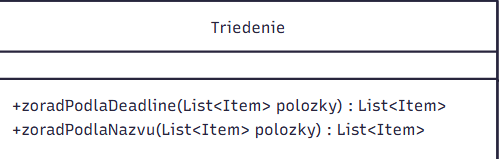 Triedenie
+zoradPodlaDeadline(List<Item> polozky) : List<Item>
+zoradPodlaNazvu(List<Item> polozky) : List<Item>